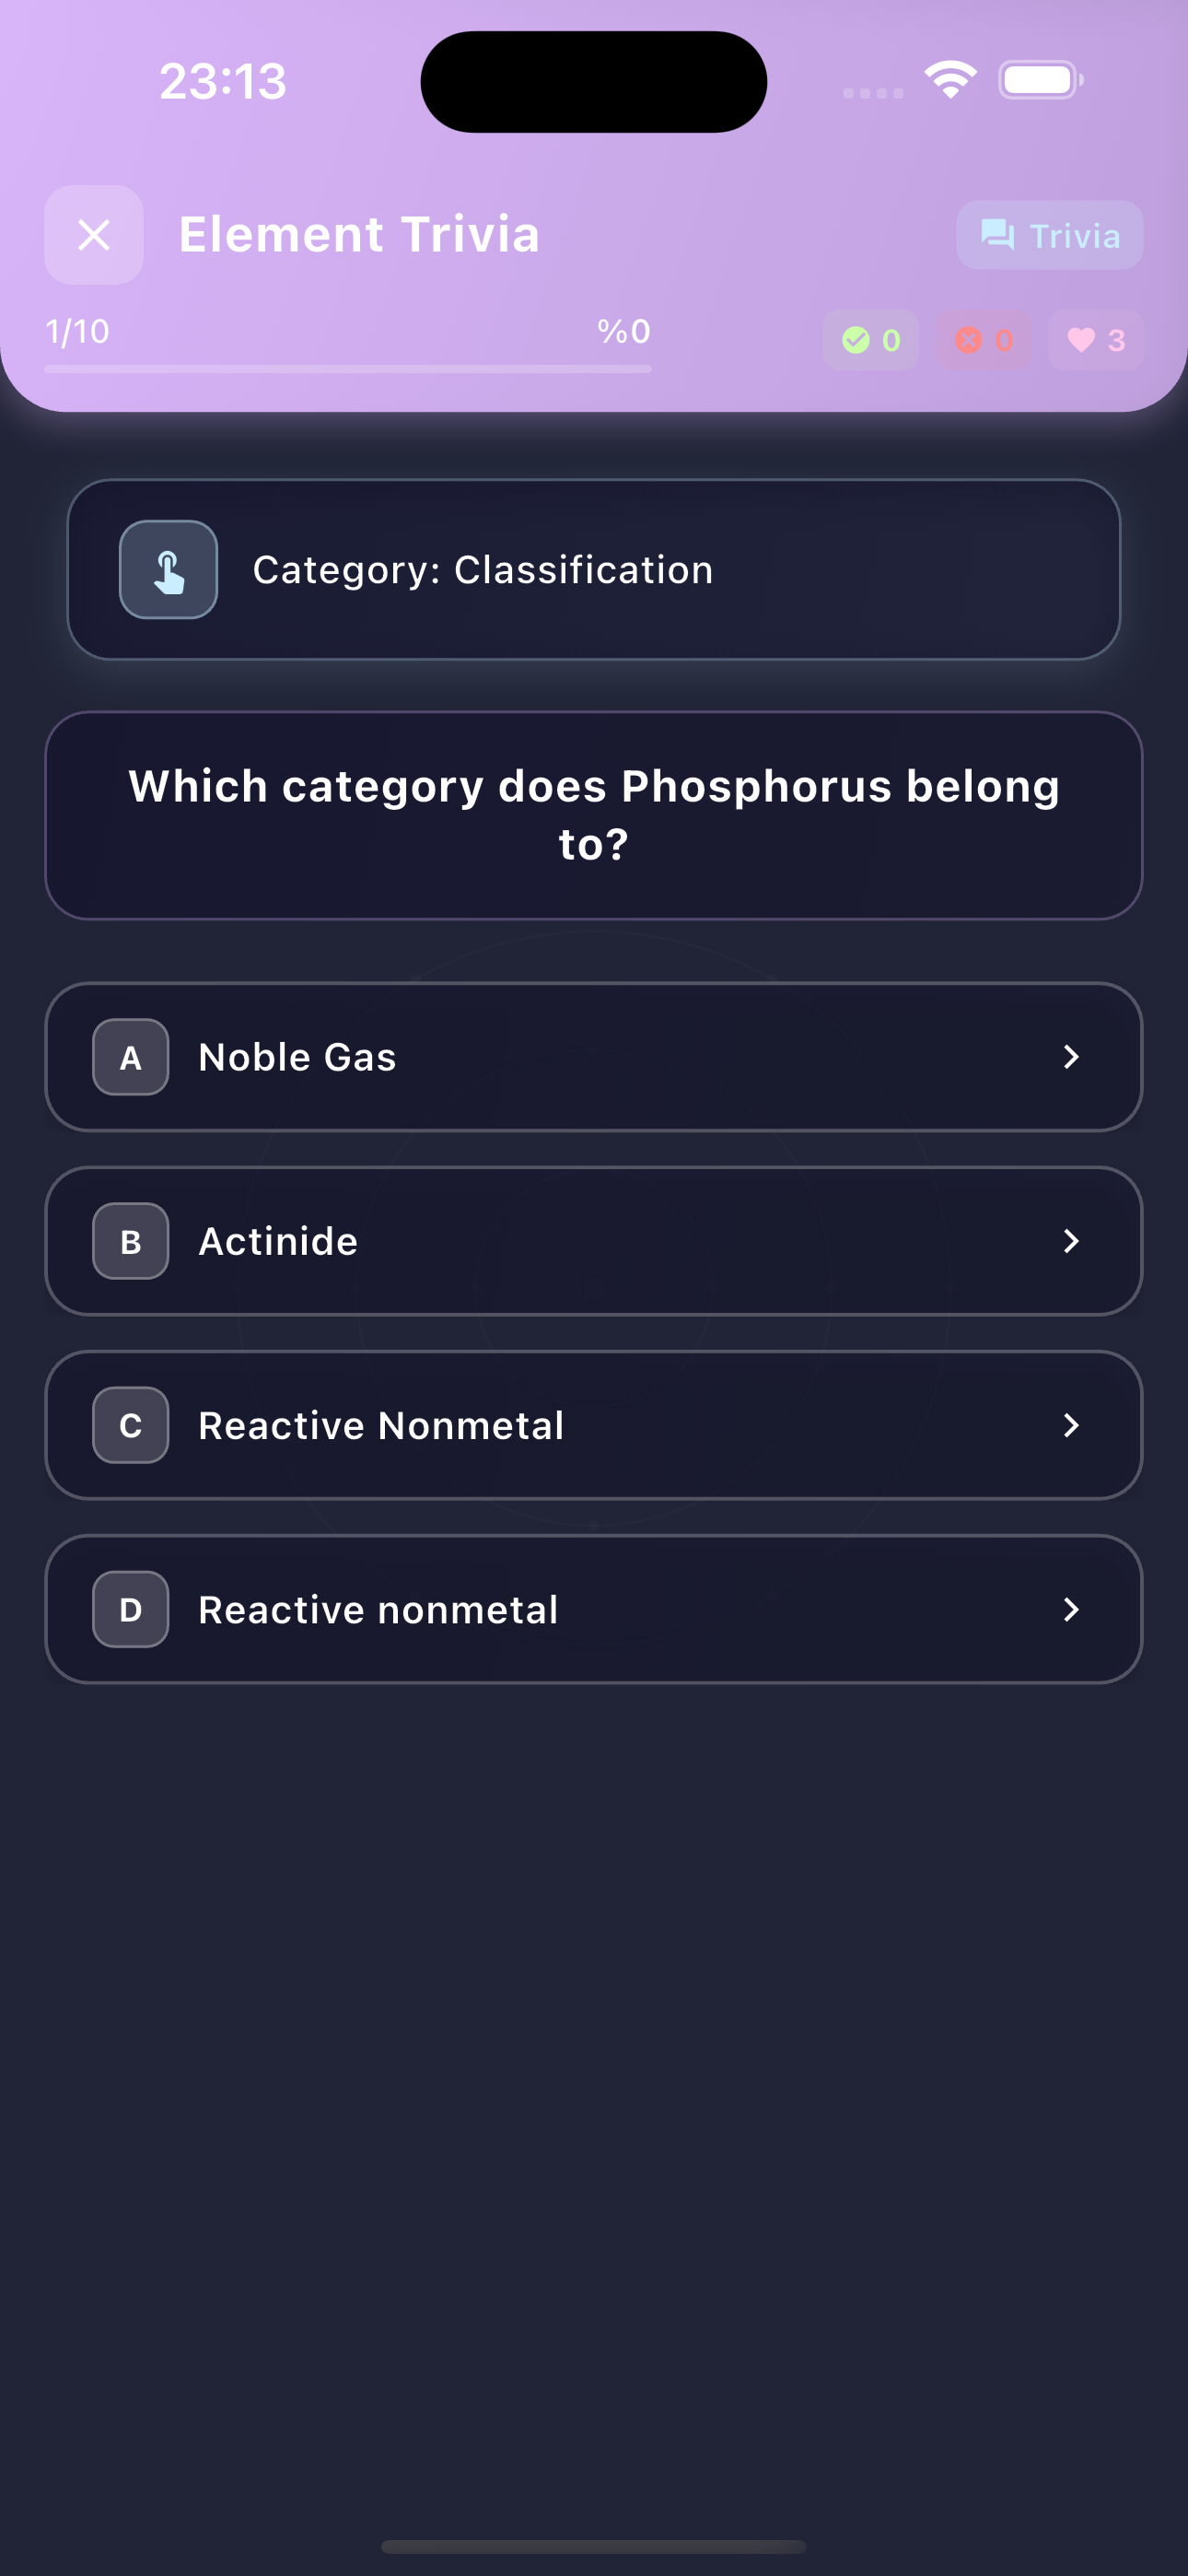 23:13
Element Trivia
Trivia
1/10
%0
0
0
3
Category: Classification
Which category does Phosphorus belong
to?
A
Noble Gas
B
Actinide
C
Reactive Nonmetal
D
Reactive nonmetal